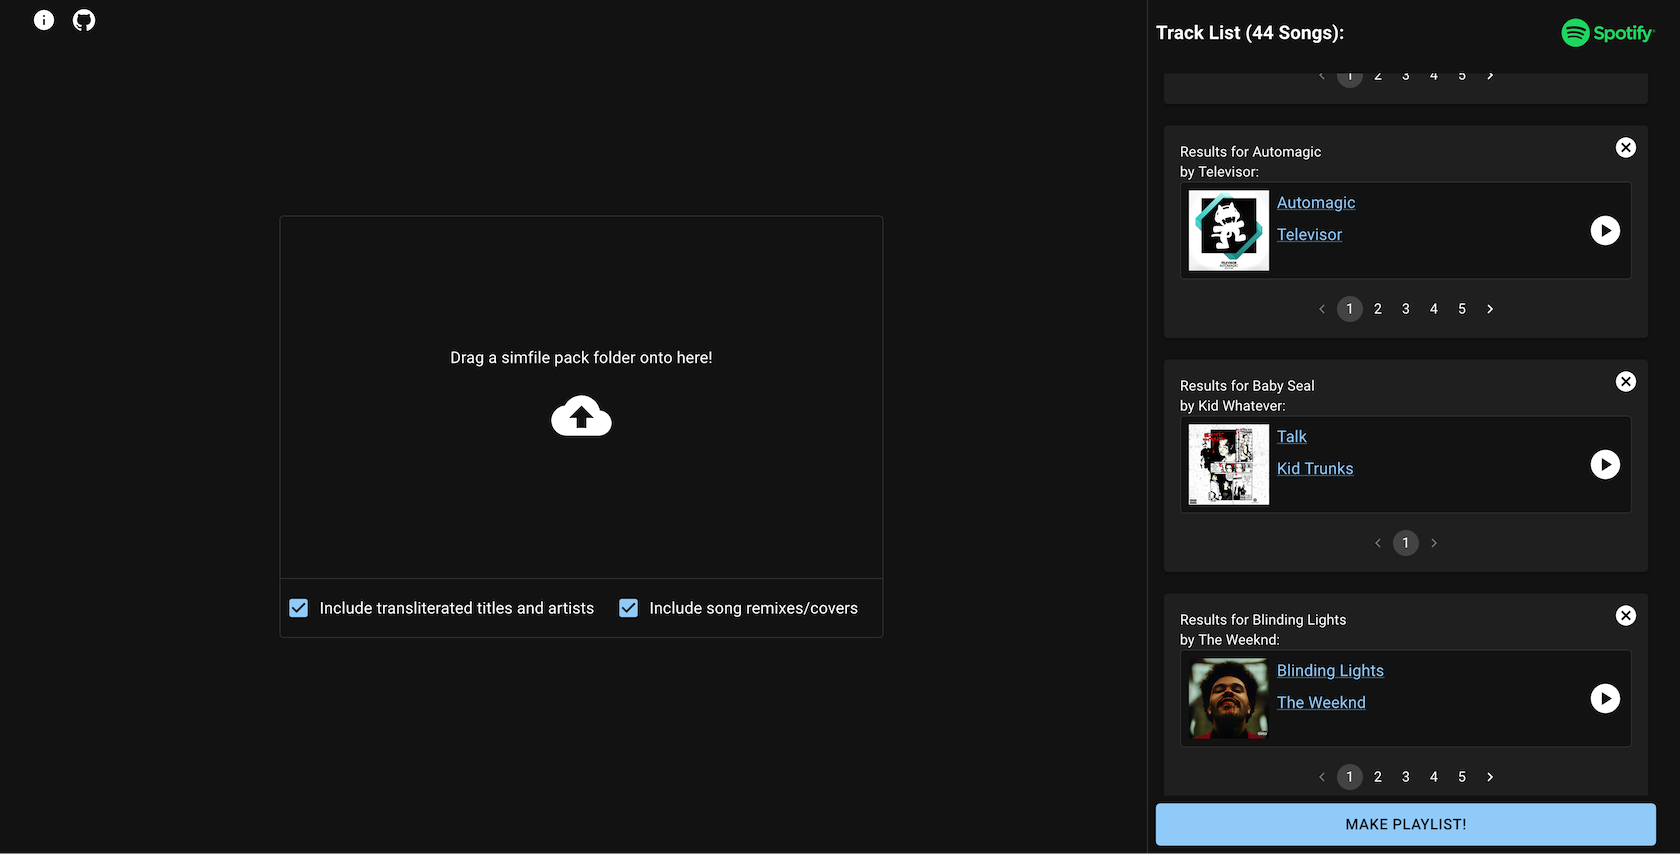 Track List (44 Songs):
Spotify
1 2 3 4 5
Results for Automagic
by Televisor:
Automagic
Televisor
1 2 3 4 5
Drag a simfile pack folder onto here!
Results for Baby Seal
by Kid Whatever:
Talk
Kid Trunks
1
Include transliterated titles and artists
Include song remixes/covers
Results for Blinding Lights
by The Weeknd:
Blinding Lights
The Weeknd
1 2 3 4 5
MAKE PLAYLIST!